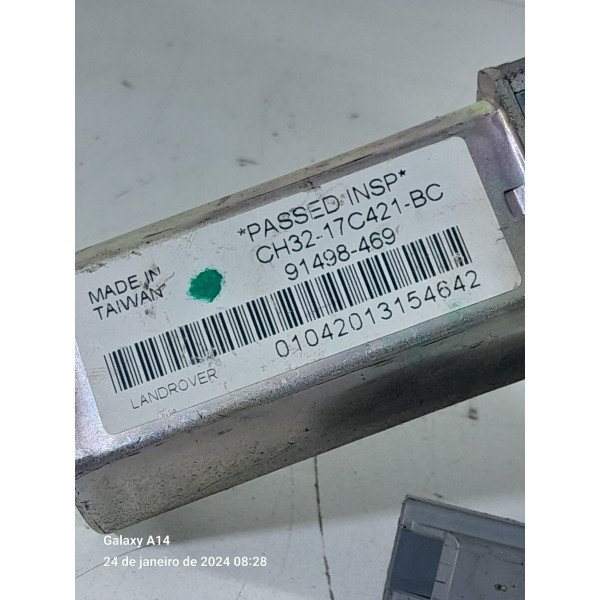 *PASSED INSP*
CH32-17C421-BC
91498-469
MADE IN
TAIWAN
01042013154642
LANDROVER
Galaxy A14
24 de janeiro de 2024 08:28